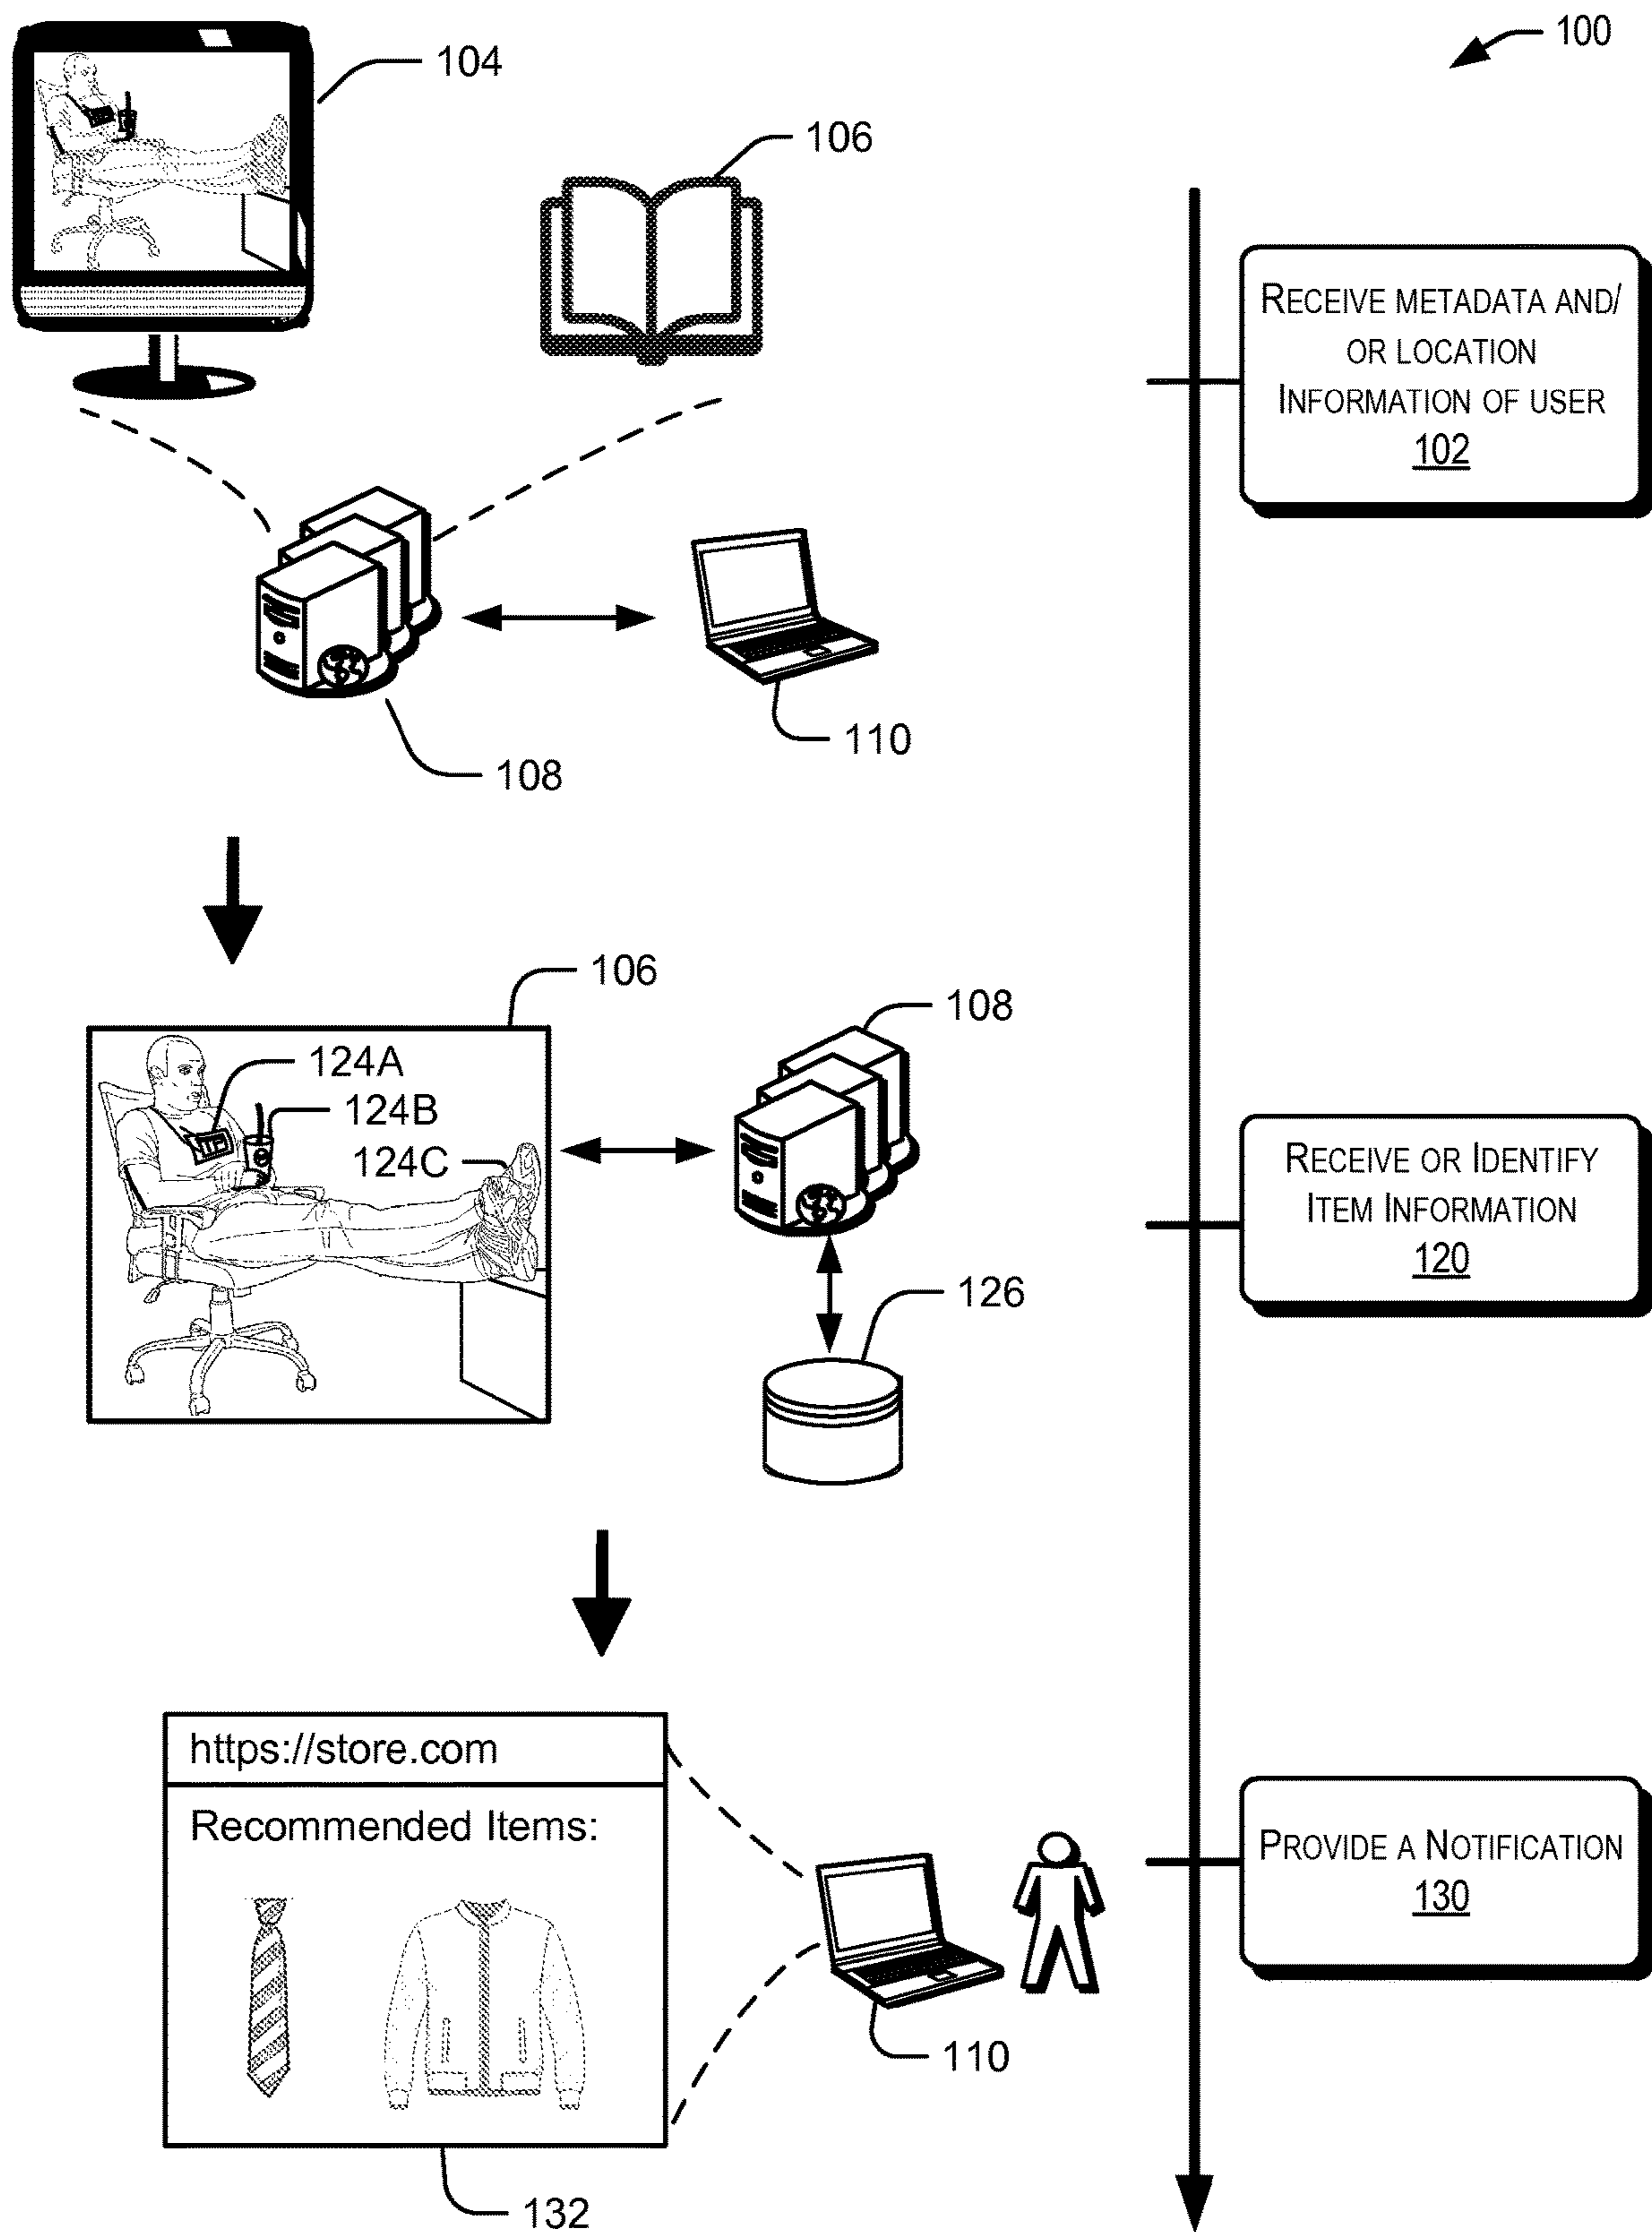 100
104
106
RECEIVE METADATA AND/
OR LOCATION
INFORMATION OF USER
102
110
108
106
108
124A
124B
124C
RECEIVE OR IDENTIFY
ITEM INFORMATION
120
126
https://store.com
Recommended Items:
PROVIDE A NOTIFICATION
130
110
132